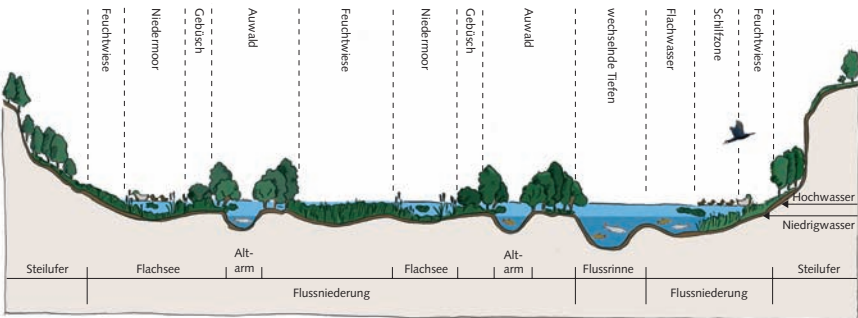 Feuchtwiese
Niedermoor
Gebüsch
Auwald
Feuchtwiese
Niedermoor
Gebüsch
Auwald
wechselnde Tiefen
Flachwasser
Schilfzone
Feuchtwiese
Hochwasser
Niedrigwasser
Steilufer
Flachsee
Alt-
arm
Flachsee
Alt-
arm
Flussrinne
Steilufer
Flussniederung
Flussniederung